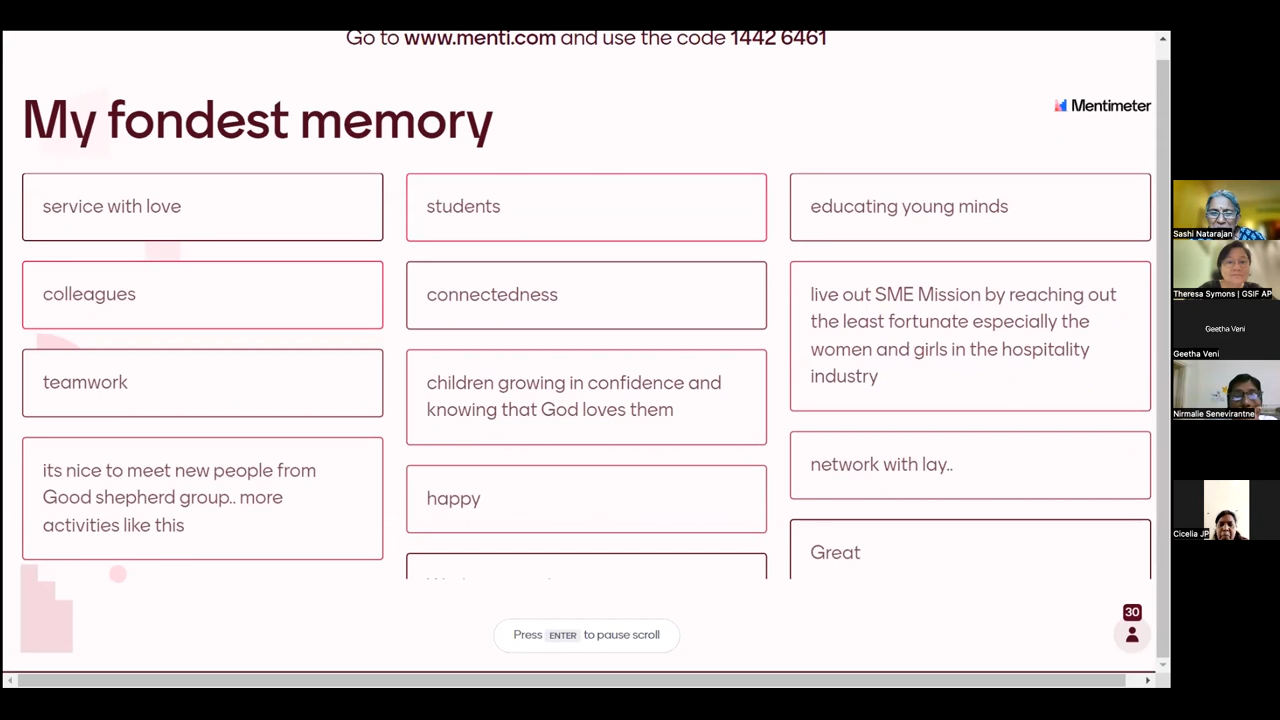 Go to www.menti.com and use the code 1442 6461
My fondest memory
Mentimeter
service with love
colleagues
teamwork
its nice to meet new people from
Good shepherd group.. more
activities like this
students
connectedness
children growing in confidence and
knowing that God loves them
happy
educating young minds
live out SME Mission by reaching out
the least fortunate especially the
women and girls in the hospitality
industry
network with lay..
Great
Press ENTER to pause scroll
30
Sashi Natarajan
Theresa Symons | GSIF AP
Geetha Veni
Geetha Veni
Nirmalie Senevirantne
Cicelia JP